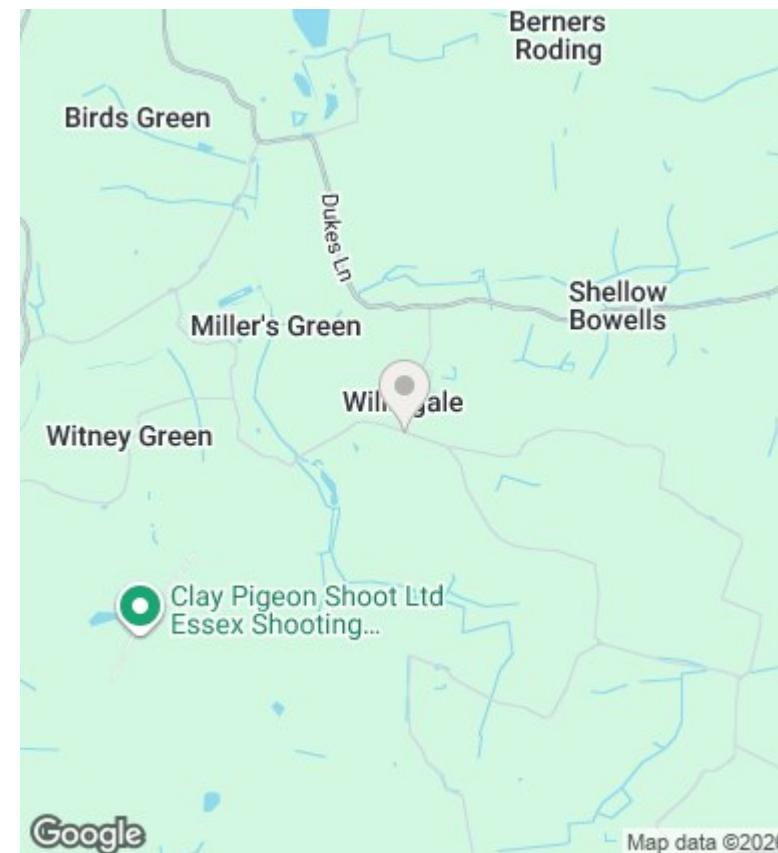 Berners
Roding
Birds Green
Dukes Ln
Shellow
Bowells
Miller's Green
Witney Green
Clay Pigeon Shoot Ltd
Essex Shooting...
Google
Map data ©202